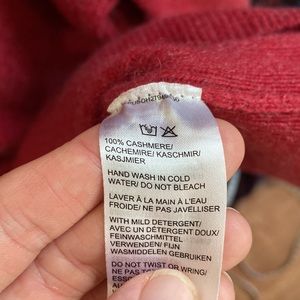 100% CASHMERE/
CACHEMIRE/ KASCHMIR/
KASJMIER
HAND WASH IN COLD
WATER/ DO NOT BLEACH
LAVER À LA MAIN À L'EAU
FROIDE/ NE PAS JAVELLISER
WITH MILD DETERGENT/
AVEC UN DÉTERGENT DOUX/
FEINWASCHMITTEL
VERWENDEN/ FIJN
WASMIDDELEN GEBRUIKEN
DO NOT TWIST OR WRING/